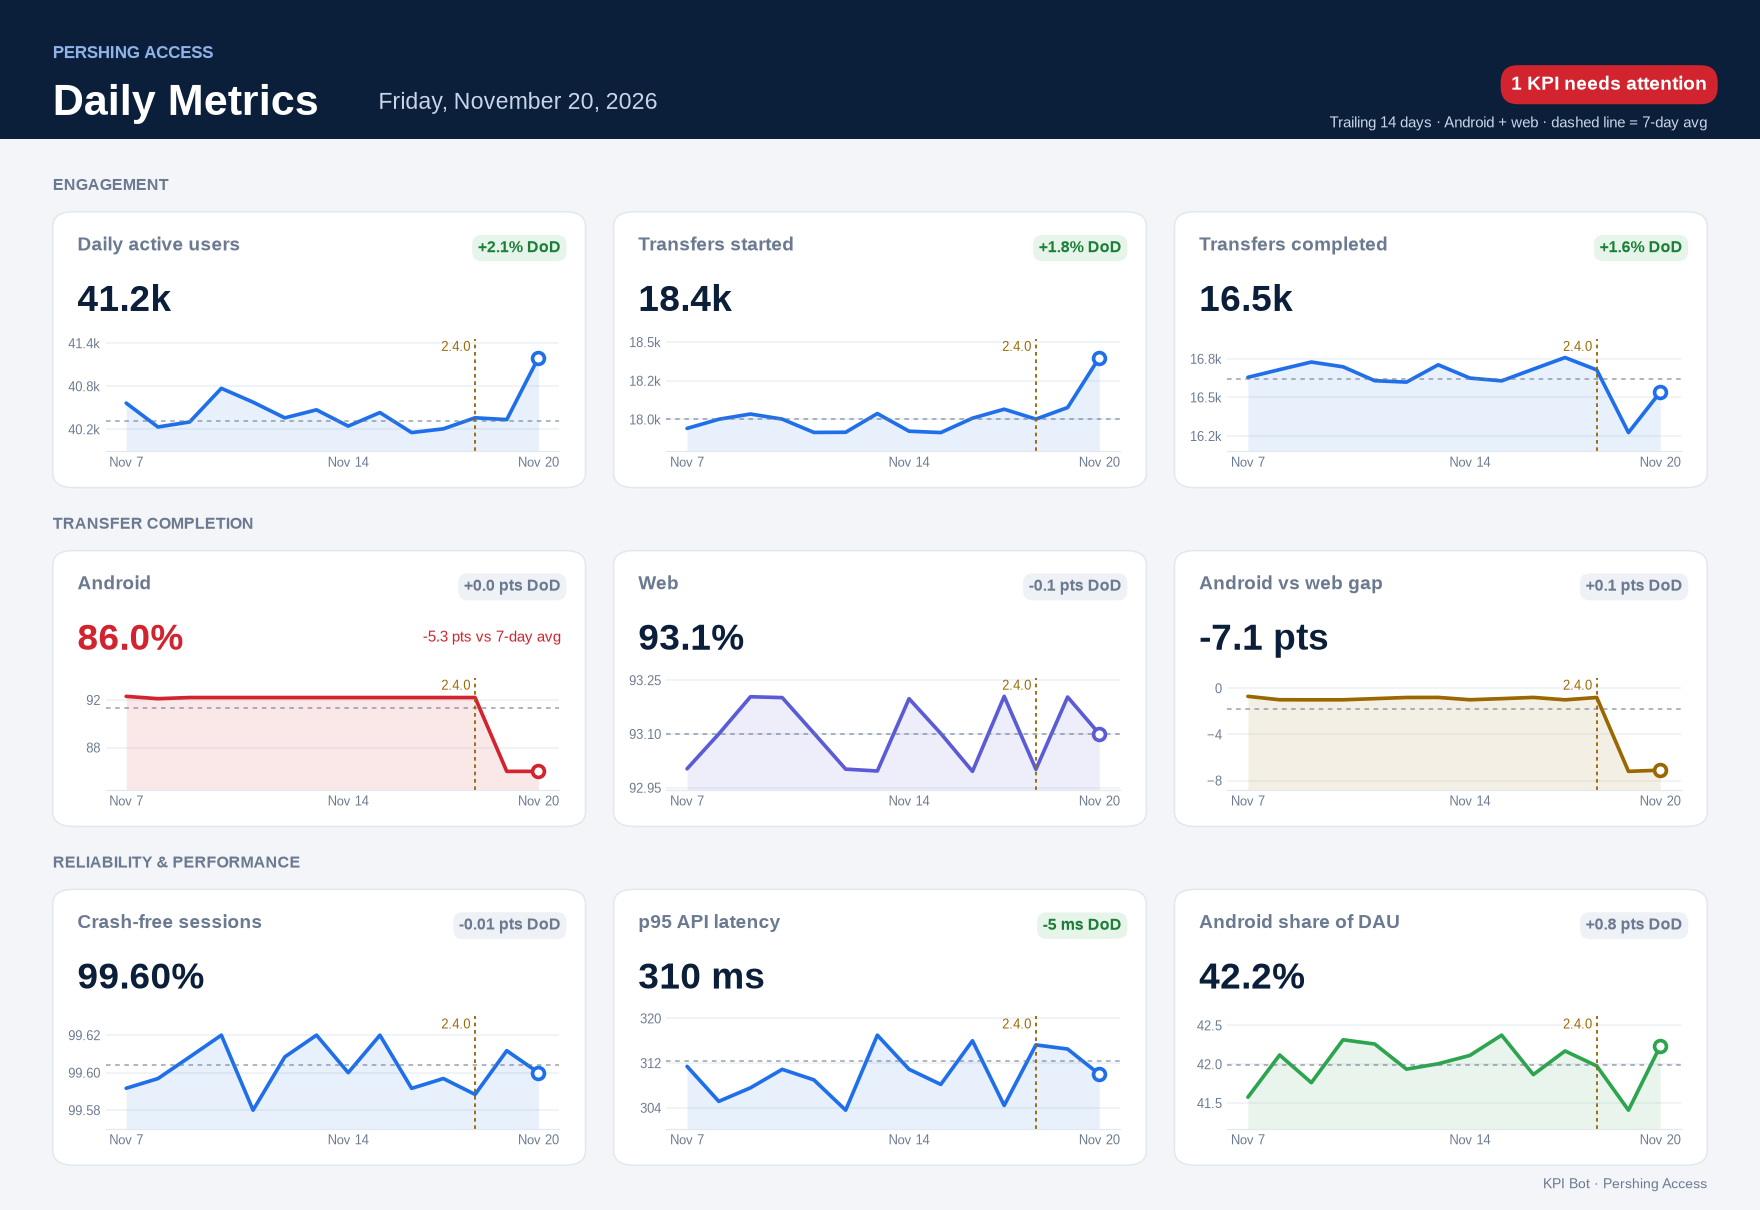 PERSHING ACCESS
Daily Metrics
Friday, November 20, 2026
1 KPI needs attention
Trailing 14 days · Android + web · dashed line = 7-day avg
ENGAGEMENT
Daily active users
+2.1% DoD
41.2k
41.4k
40.8k
40.2k
2.4.0
Nov 7
Nov 14
Nov 20
Transfers started
+1.8% DoD
18.4k
18.5k
18.2k
18.0k
2.4.0
Nov 7
Nov 14
Nov 20
Transfers completed
+1.6% DoD
16.5k
16.8k
16.5k
16.2k
2.4.0
Nov 7
Nov 14
Nov 20
TRANSFER COMPLETION
Android
+0.0 pts DoD
86.0%
-5.3 pts vs 7-day avg
92
88
2.4.0
Nov 7
Nov 14
Nov 20
Web
-0.1 pts DoD
93.1%
93.25
93.10
92.95
2.4.0
Nov 7
Nov 14
Nov 20
Android vs web gap
+0.1 pts DoD
-7.1 pts
0
−4
−8
2.4.0
Nov 7
Nov 14
Nov 20
RELIABILITY & PERFORMANCE
Crash-free sessions
-0.01 pts DoD
99.60%
99.62
99.60
99.58
2.4.0
Nov 7
Nov 14
Nov 20
p95 API latency
-5 ms DoD
310 ms
320
312
304
2.4.0
Nov 7
Nov 14
Nov 20
Android share of DAU
+0.8 pts DoD
42.2%
42.5
42.0
41.5
2.4.0
Nov 7
Nov 14
Nov 20
KPI Bot · Pershing Access